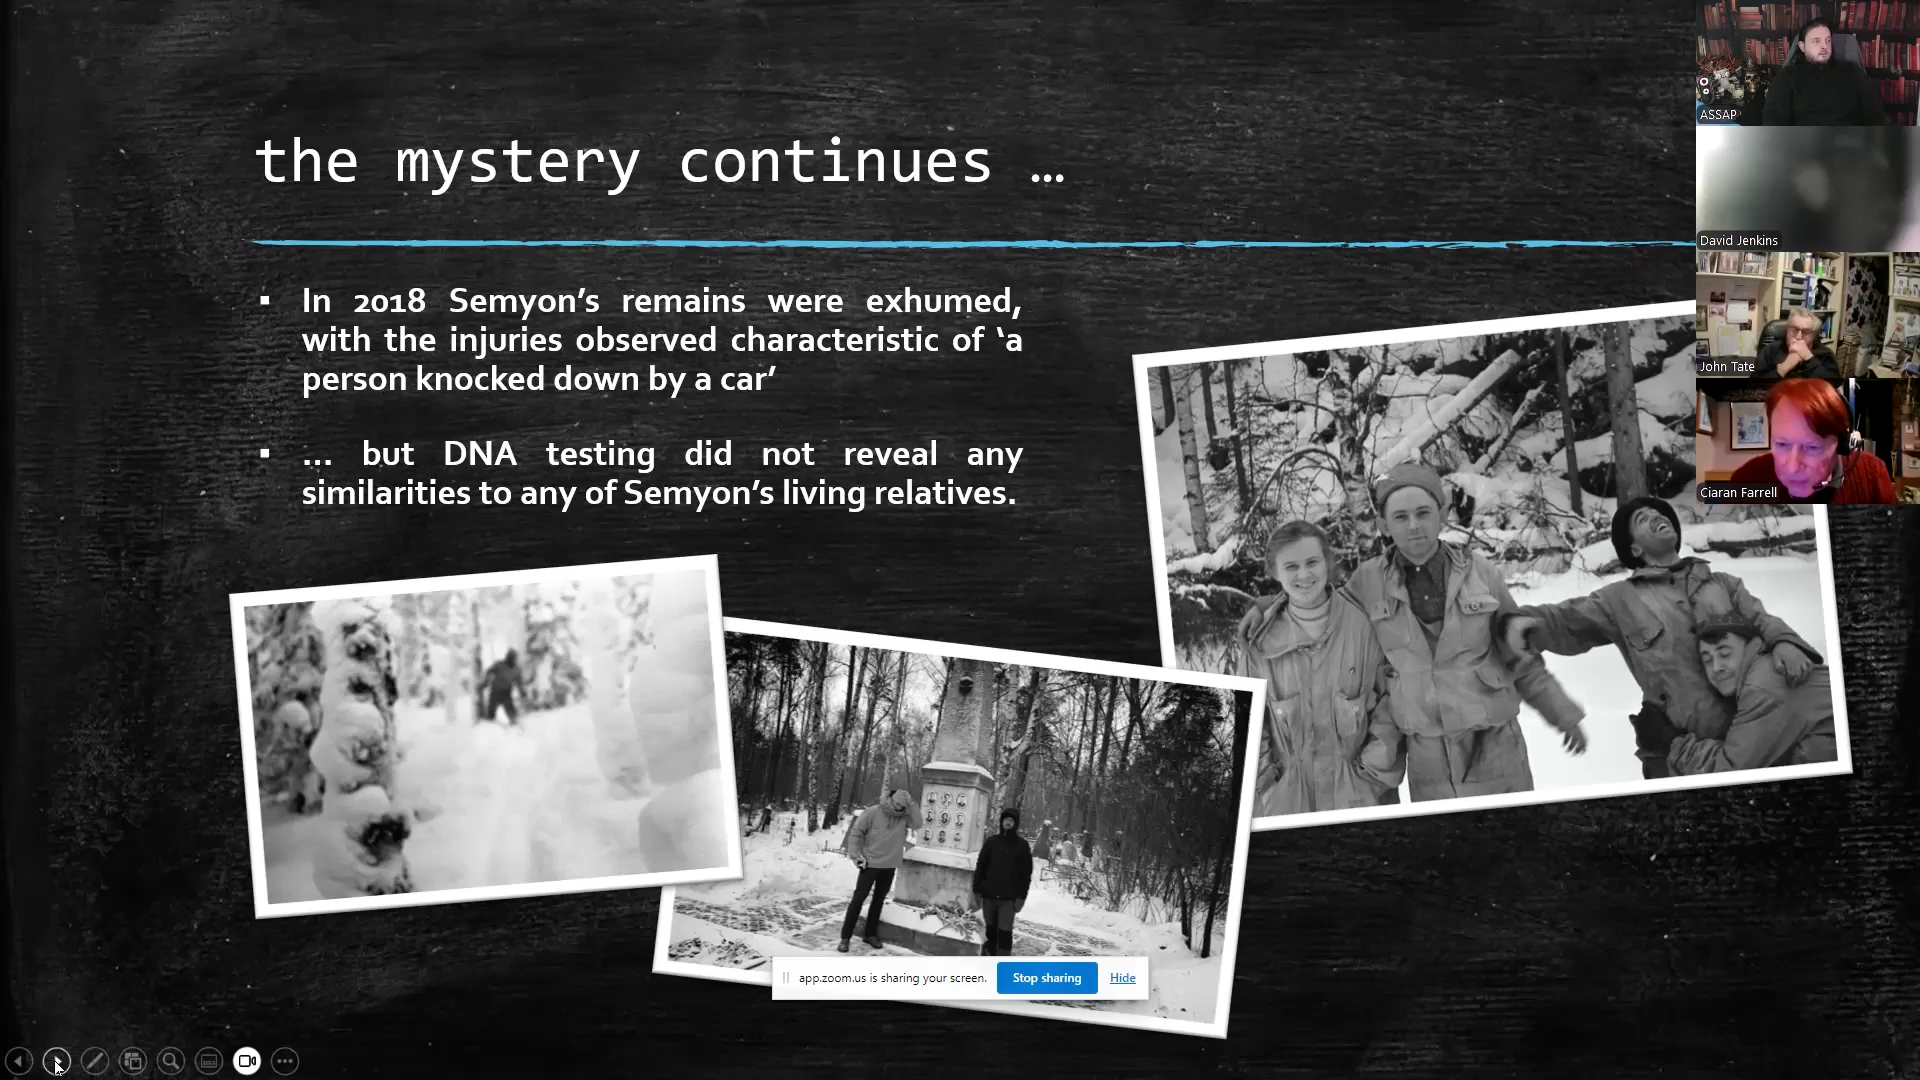 the mystery continues …
▪ In 2018 Semyon’s remains were exhumed,
with the injuries observed characteristic of ‘a
person knocked down by a car’
▪ … but DNA testing did not reveal any
similarities to any of Semyon’s living relatives.
ASSAP
David Jenkins
John Tate
Ciaran Farrell
app.zoom.us is sharing your screen.
Stop sharing
Hide